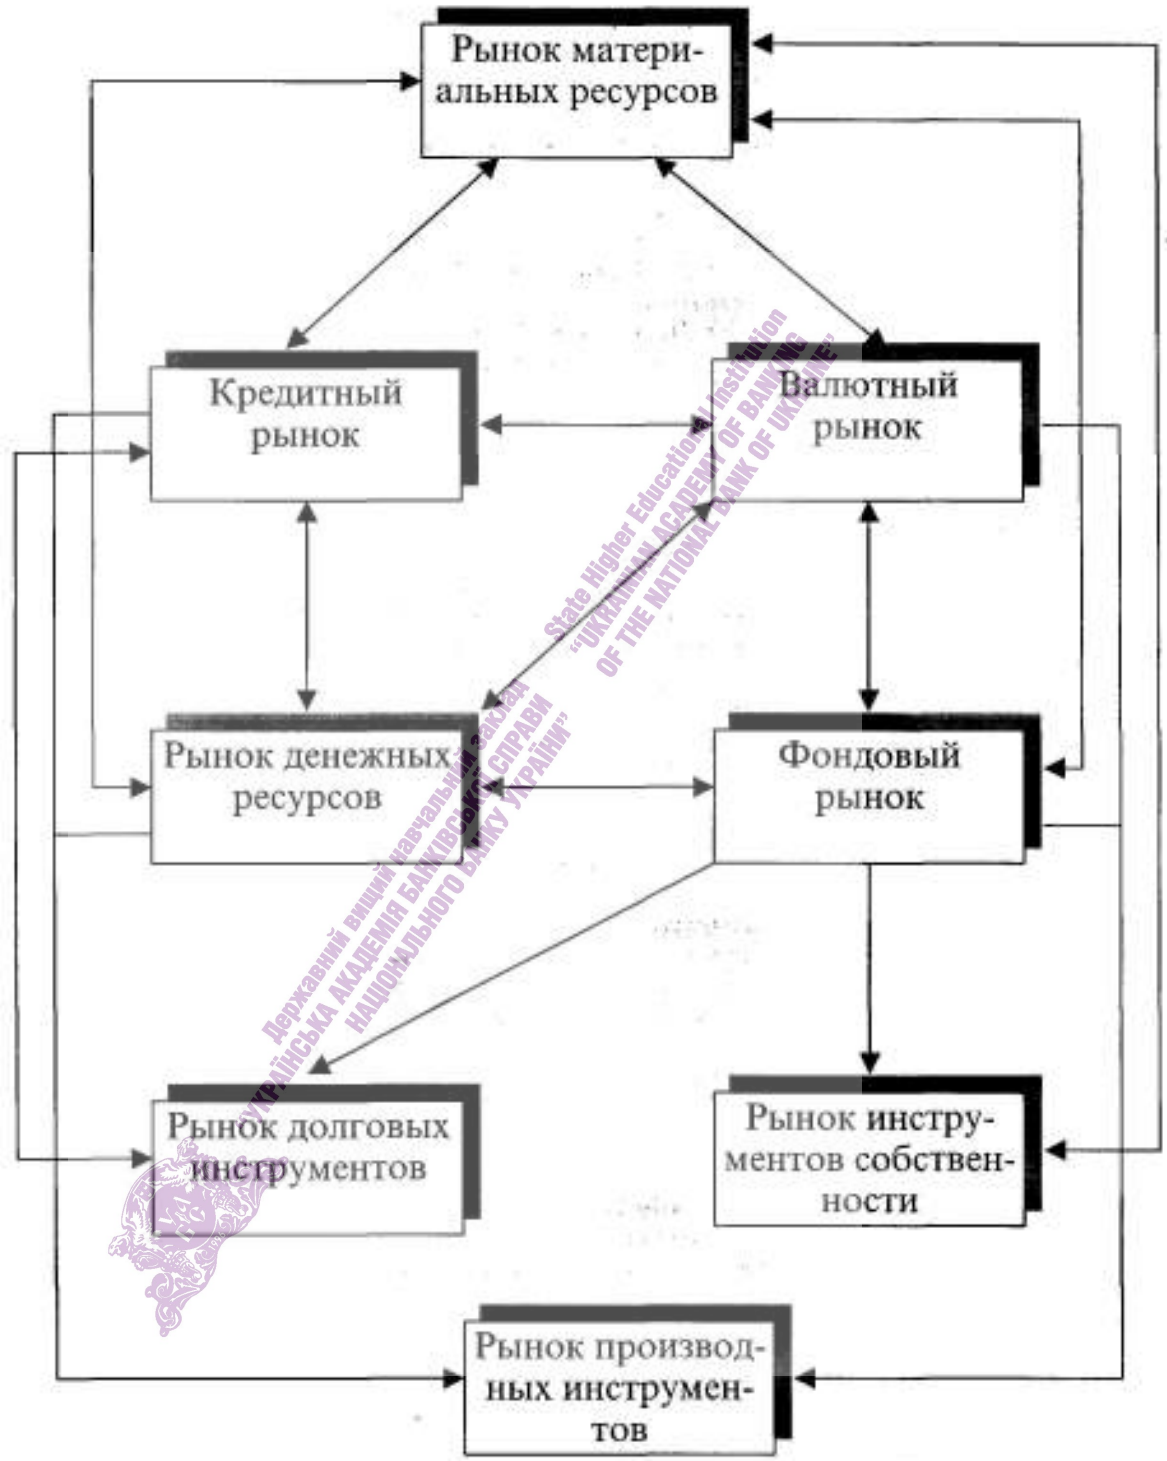 Рынок матери-
альных ресурсов
Кредитный
рынок
Валютный
рынок
State Higher Educational Institution
“UKRAINIAN ACADEMY OF BANKING
OF THE NATIONAL BANK OF UKRAINE”
Рынок денежных
ресурсов
Фондовый
рынок
Державний вищий навчальний заклад
“УКРАЇНСЬКА АКАДЕМІЯ БАНКІВСЬКОЇ СПРАВИ
НАЦІОНАЛЬНОГО БАНКУ УКРАЇНИ”
Рынок долговых
инструментов
Рынок инстру-
ментов собствен-
ности
Рынок производ-
ных инструмен-
тов